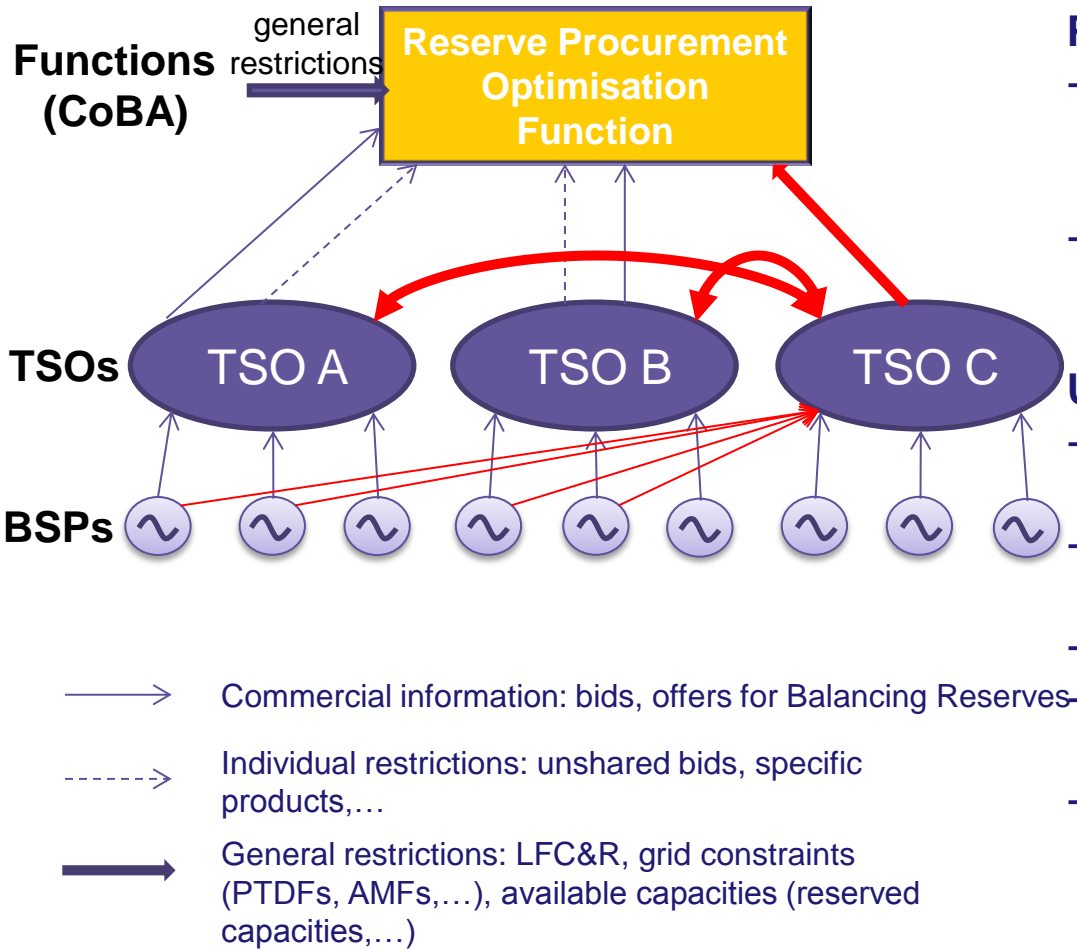 general
restrictions
Functions
(CoBA)
Reserve Procurement
Optimisation
Function
TSOs
TSO A
TSO B
TSO C
BSPs
Commercial information: bids, offers for Balancing Reserves
Individual restrictions: unshared bids, specific
products,…
General restrictions: LFC&R, grid constraints
(PTDFs, AMFs,…), available capacities (reserved
capacities,…)